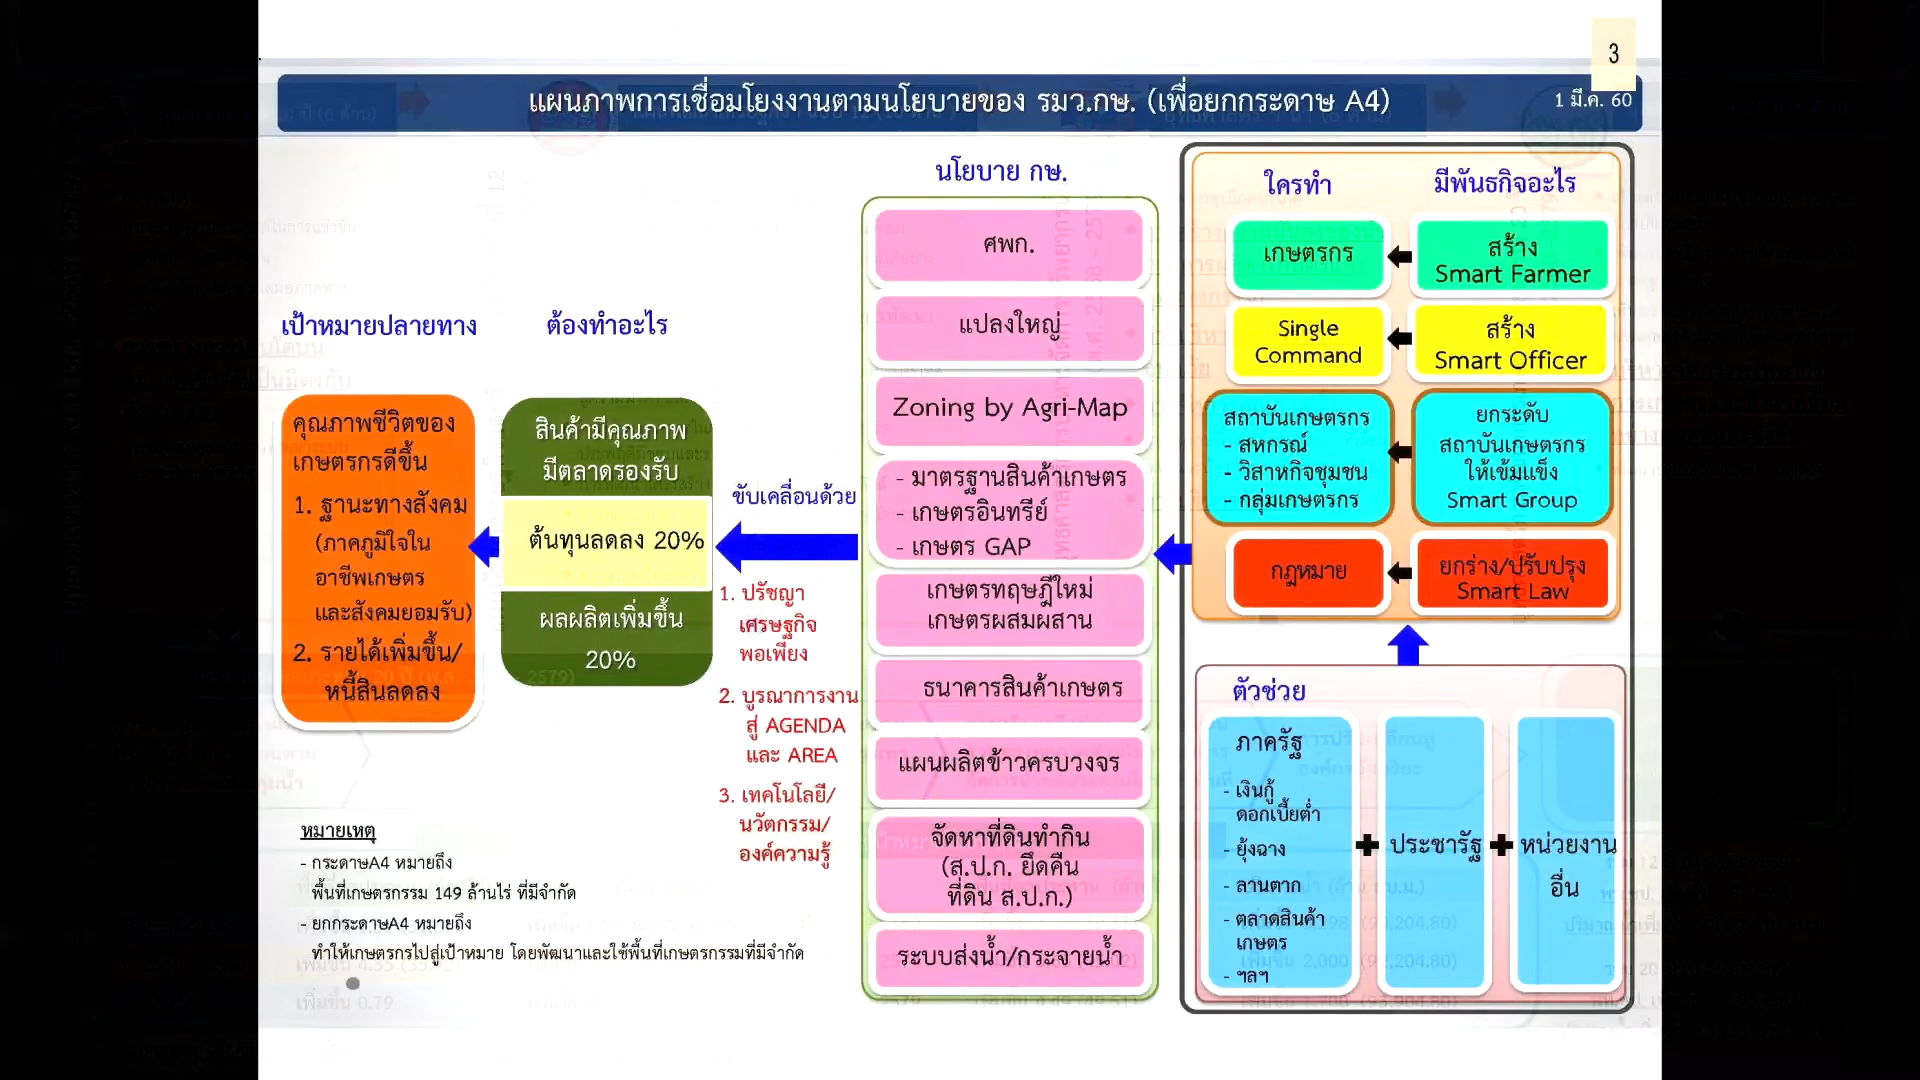 3
แผนภาพการเชื่อมโยงงานตามนโยบายของ รมว.กษ. (เพื่อยกกระดาษ A4)
1 มี.ค. 60
เป้าหมายปลายทาง
คุณภาพชีวิตของ
เกษตรกรดีขึ้น
1. ฐานะทางสังคม
(ภาคภูมิใจใน
อาชีพเกษตร
และสังคมยอมรับ)
2. รายได้เพิ่มขึ้น/
หนี้สินลดลง
ต้องทำอะไร
สินค้ามีคุณภาพ
มีตลาดรองรับ
ต้นทุนลดลง 20%
ผลผลิตเพิ่มขึ้น
20%
ขับเคลื่อนด้วย
1. ปรัชญา
เศรษฐกิจ
พอเพียง
2. บูรณาการงาน
สู่ AGENDA
และ AREA
3. เทคโนโลยี/
นวัตกรรม/
องค์ความรู้
นโยบาย กษ.
ศพก.
แปลงใหญ่
Zoning by Agri-Map
- มาตรฐานสินค้าเกษตร
- เกษตรอินทรีย์
- เกษตร GAP
เกษตรทฤษฎีใหม่
เกษตรผสมผสาน
ธนาคารสินค้าเกษตร
แผนผลิตข้าวครบวงจร
จัดหาที่ดินทำกิน
(ส.ป.ก. ยึดคืน
ที่ดิน ส.ป.ก.)
ระบบส่งน้ำ/กระจายน้ำ
ใครทำ
มีพันธกิจอะไร
เกษตรกร
สร้าง
Smart Farmer
Single
Command
สร้าง
Smart Officer
สถาบันเกษตรกร
- สหกรณ์
- วิสาหกิจชุมชน
- กลุ่มเกษตรกร
ยกระดับ
สถาบันเกษตรกร
ให้เข้มแข็ง
Smart Group
กฎหมาย
ยกร่าง/ปรับปรุง
Smart Law
ตัวช่วย
ภาครัฐ
- เงินกู้
ดอกเบี้ยต่ำ
- ยุ้งฉาง
- ลานตาก
- ตลาดสินค้า
เกษตร
- ฯลฯ
ประชารัฐ
หน่วยงาน
อื่น
หมายเหตุ
- กระดาษA4 หมายถึง
พื้นที่เกษตรกรรม 149 ล้านไร่ ที่มีจำกัด
- ยกกระดาษA4 หมายถึง
ทำให้เกษตรกรไปสู่เป้าหมาย โดยพัฒนาและใช้พื้นที่เกษตรกรรมที่มีจำกัด